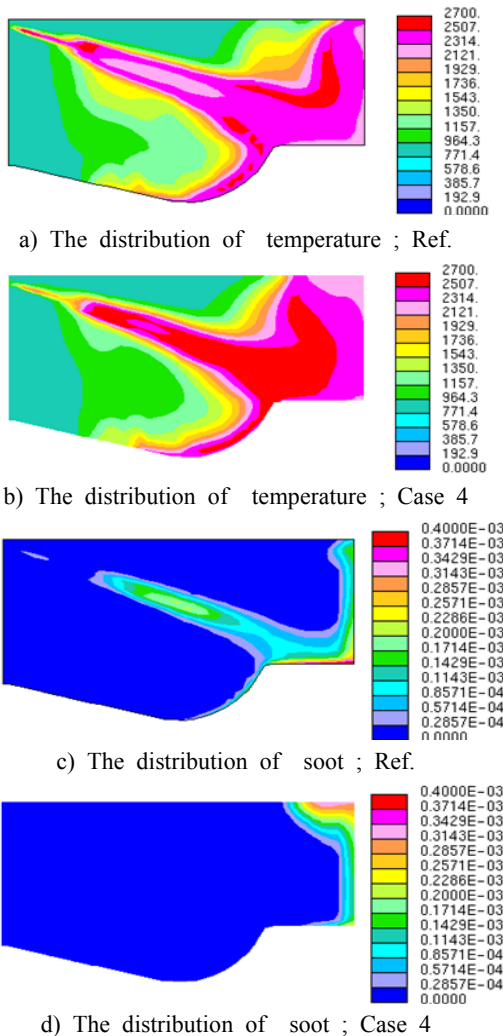 2700.
2507.
2314.
2121.
1929.
1736.
1543.
1350.
1157.
964.3
771.4
578.6
385.7
192.9
0.0000
a) The distribution of temperature ; Ref.
2700.
2507.
2314.
2121.
1929.
1736.
1543.
1350.
1157.
964.3
771.4
578.6
385.7
192.9
0.0000
b) The distribution of temperature ; Case 4
0.4000E-03
0.3714E-03
0.3429E-03
0.3143E-03
0.2857E-03
0.2571E-03
0.2286E-03
0.2000E-03
0.1714E-03
0.1429E-03
0.1143E-03
0.8571E-04
0.5714E-04
0.2857E-04
0.0000
c) The distribution of soot ; Ref.
0.4000E-03
0.3714E-03
0.3429E-03
0.3143E-03
0.2857E-03
0.2571E-03
0.2286E-03
0.2000E-03
0.1714E-03
0.1429E-03
0.1143E-03
0.8571E-04
0.5714E-04
0.2857E-04
0.0000
d) The distribution of soot ; Case 4